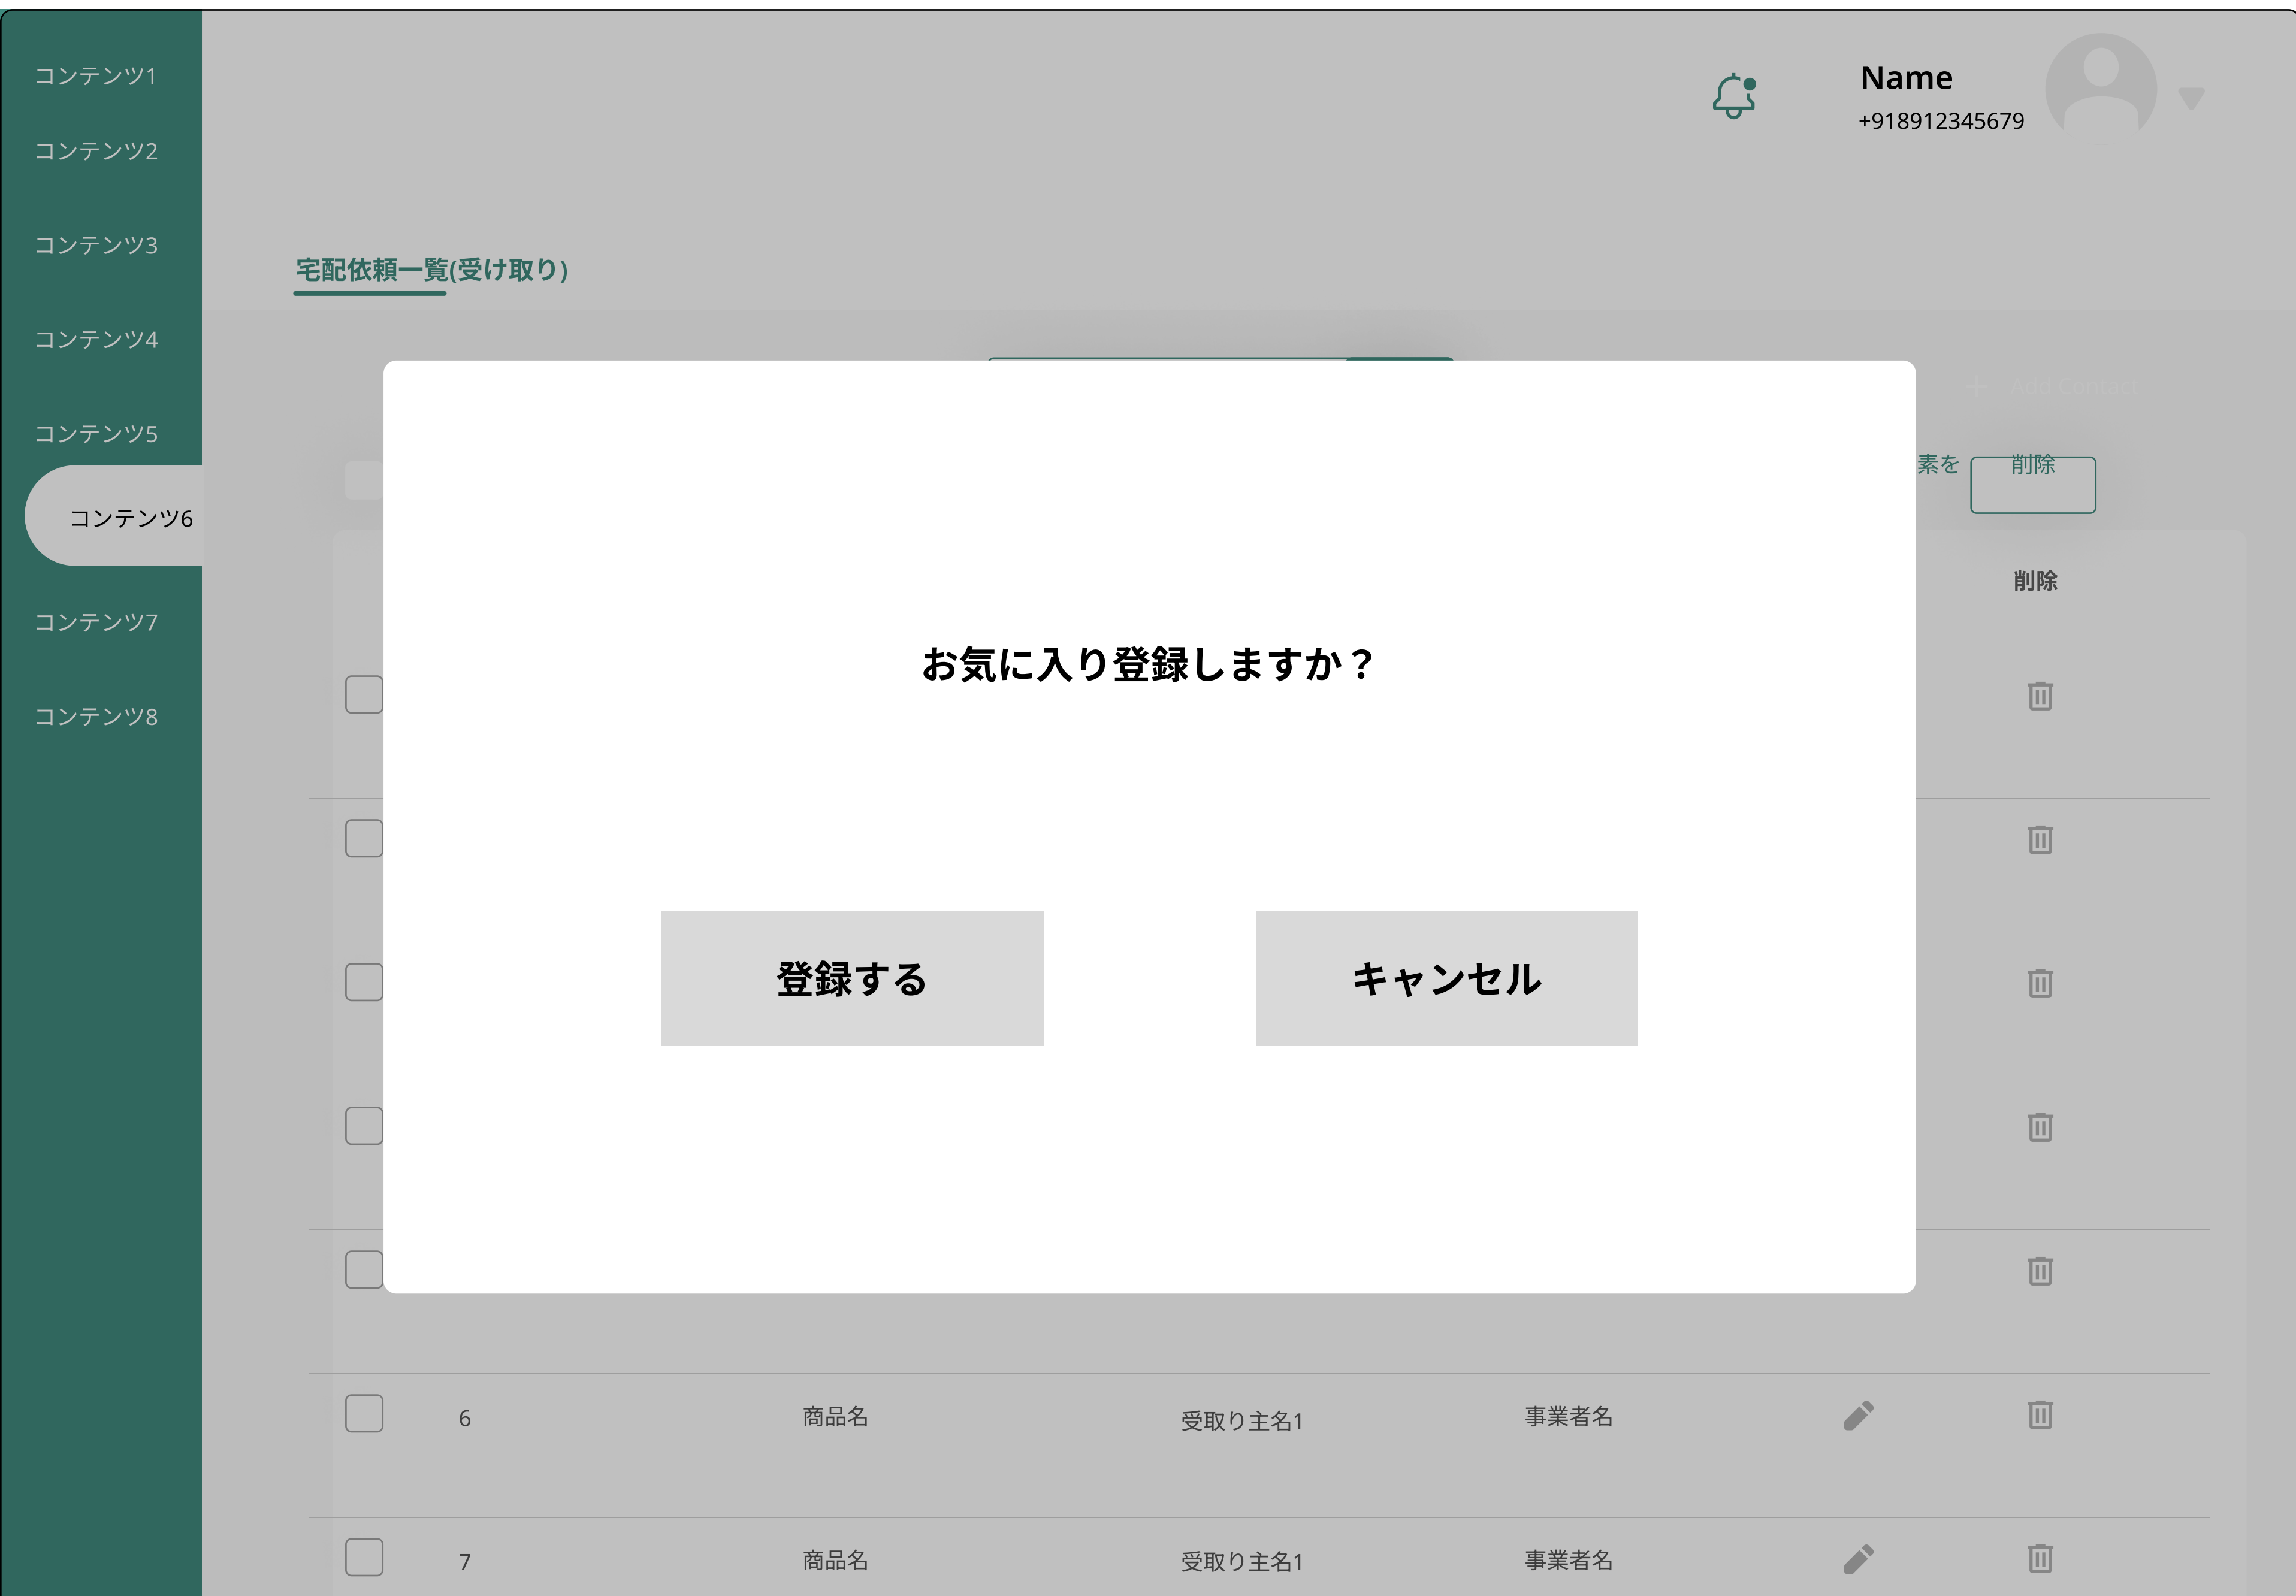 コンテンツ1
コンテンツ2
コンテンツ3
コンテンツ4
コンテンツ5
コンテンツ6
コンテンツ7
コンテンツ8
Name
+918912345679
宅配依頼一覧(受け取り)
Add Contact
素を
削除
削除
お気に入り登録しますか？
登録する
キャンセル
6 商品名 受取り主名1 事業者名
7 商品名 受取り主名1 事業者名